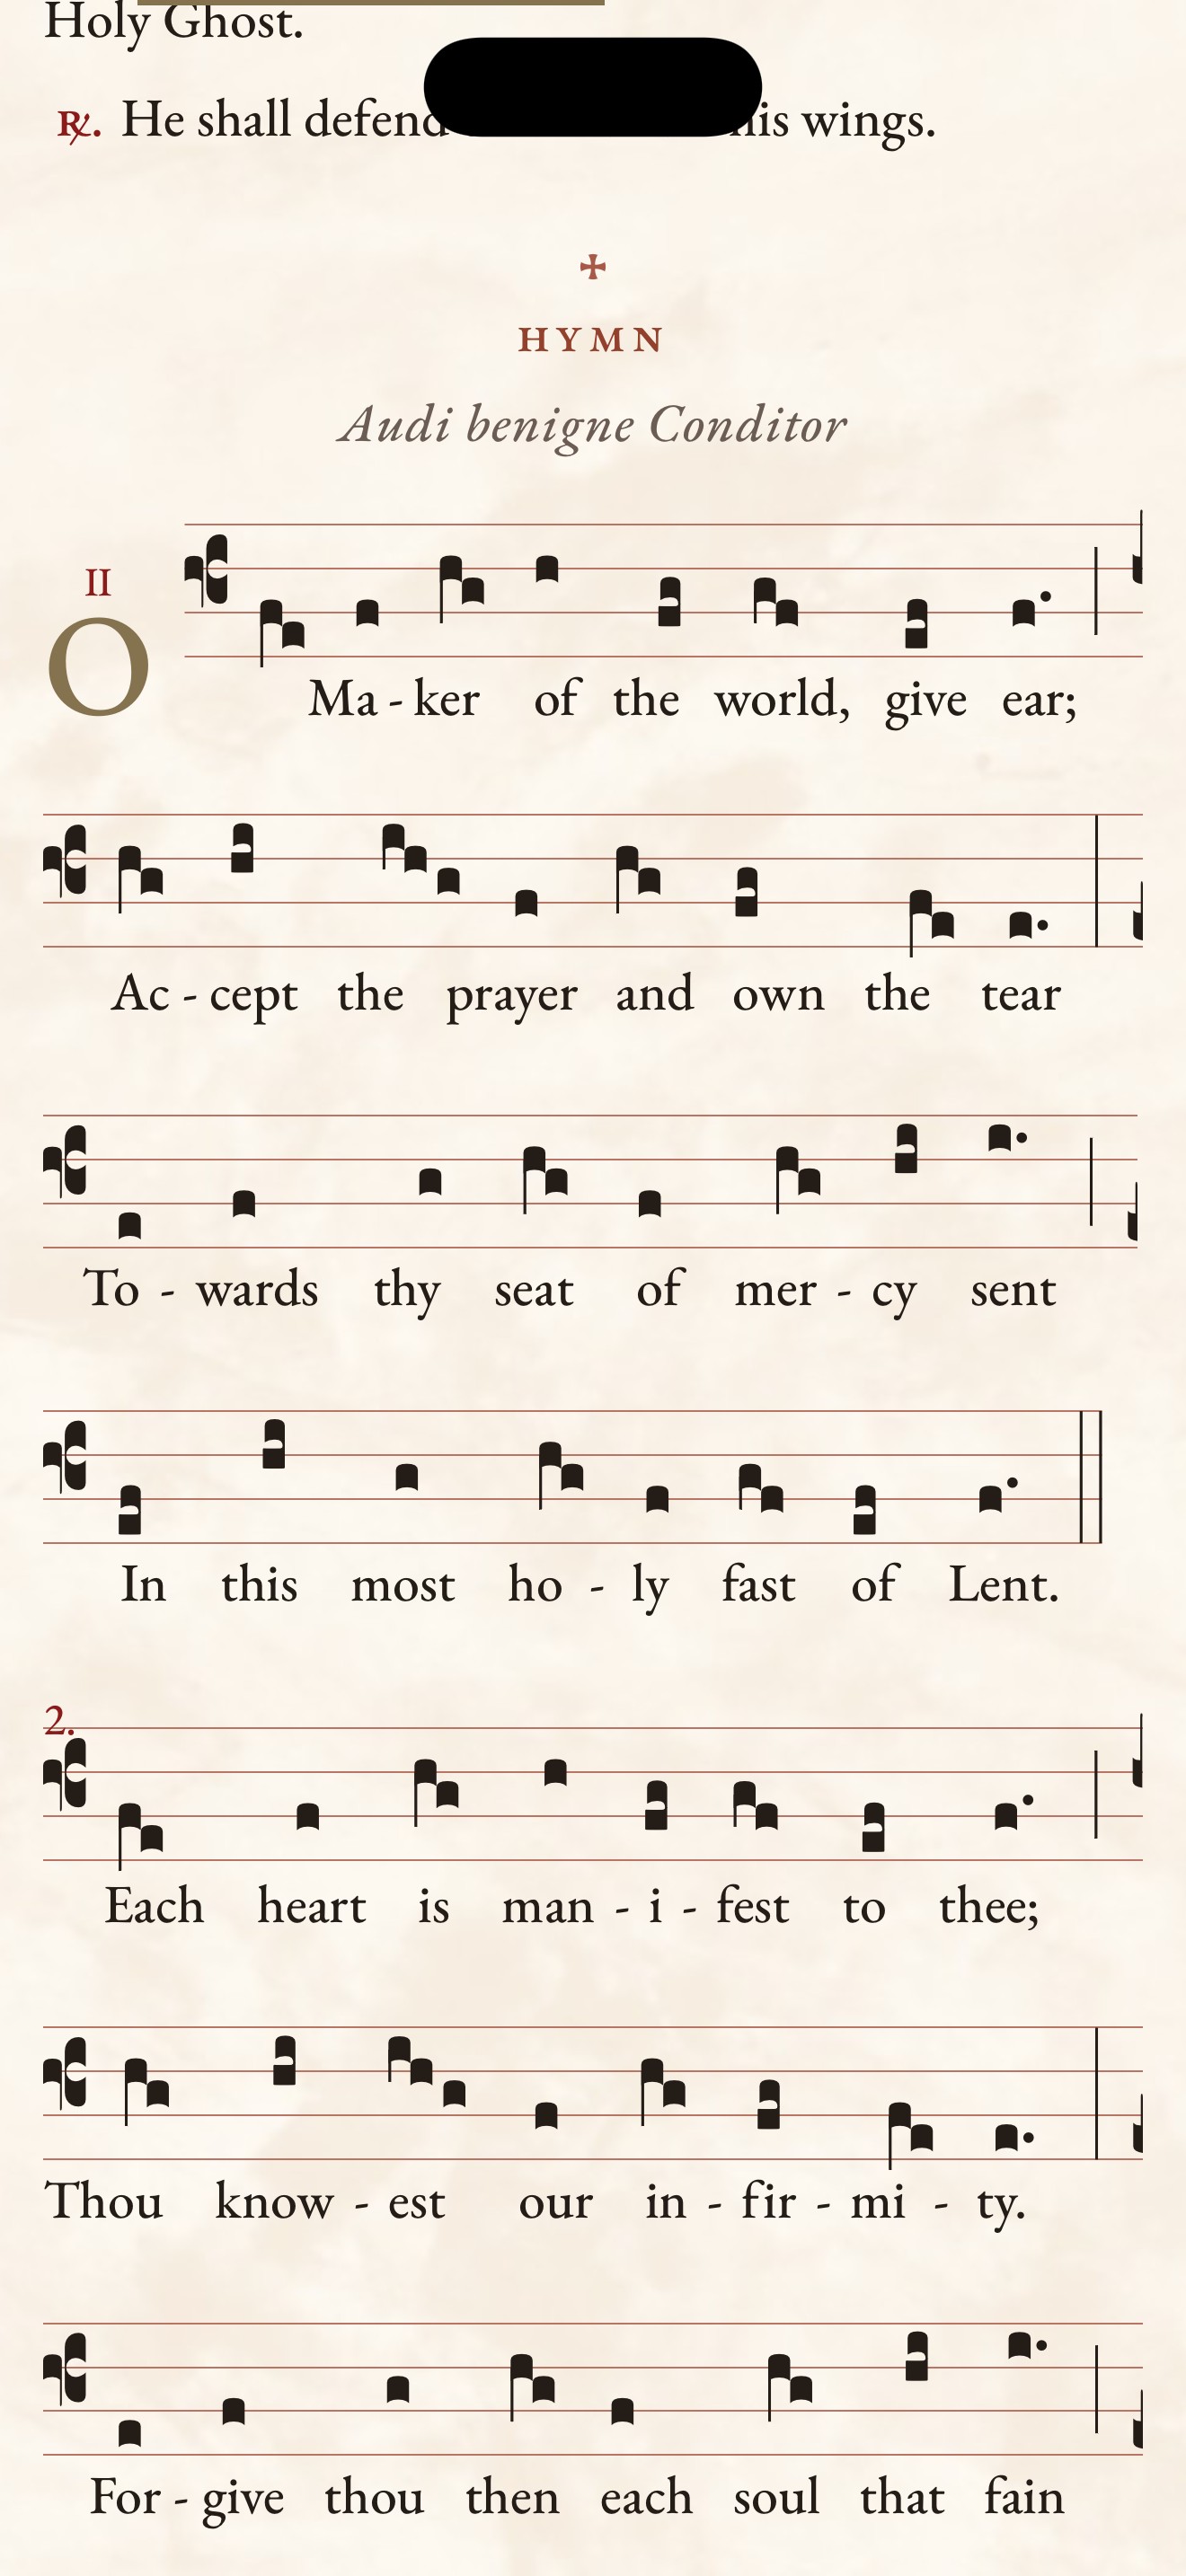 Holy Ghost.
℟. He shall defend his wings.
✠
HYMN
Audi benigne Conditor
II
O Ma - ker of the world, give ear;
Ac - cept the prayer and own the tear
To - wards thy seat of mer - cy sent
In this most ho - ly fast of Lent.
2.
Each heart is man - i - fest to thee;
Thou know - est our in - fir - mi - ty.
For - give thou then each soul that fain